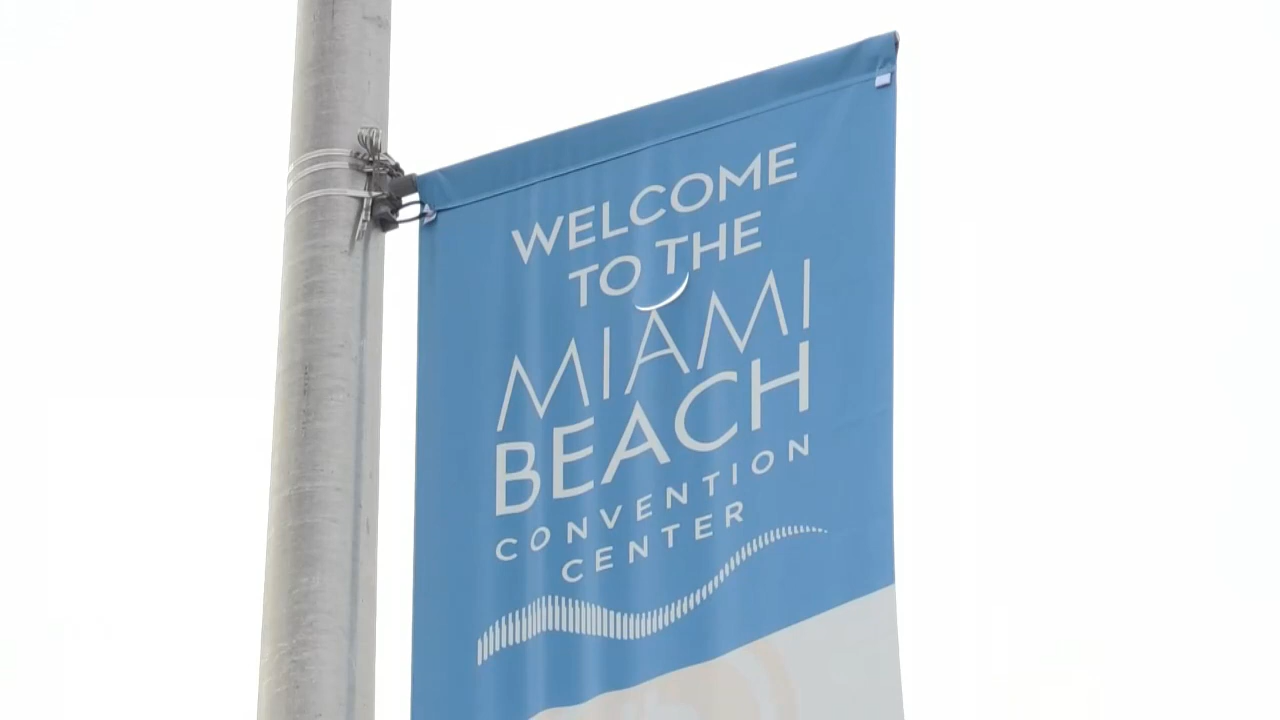 WELCOME
TO THE
MIAMI
BEACH
CONVENTION
CENTER